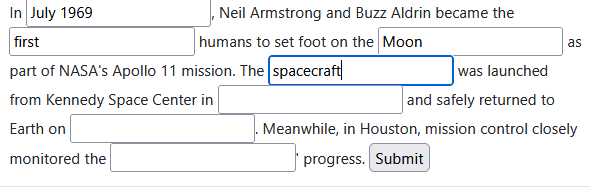 In July 1969, Neil Armstrong and Buzz Aldrin became the
first humans to set foot on the Moon as
part of NASA's Apollo 11 mission. The spacecraft was launched
from Kennedy Space Center in and safely returned to
Earth on . Meanwhile, in Houston, mission control closely
monitored the ' progress. Submit